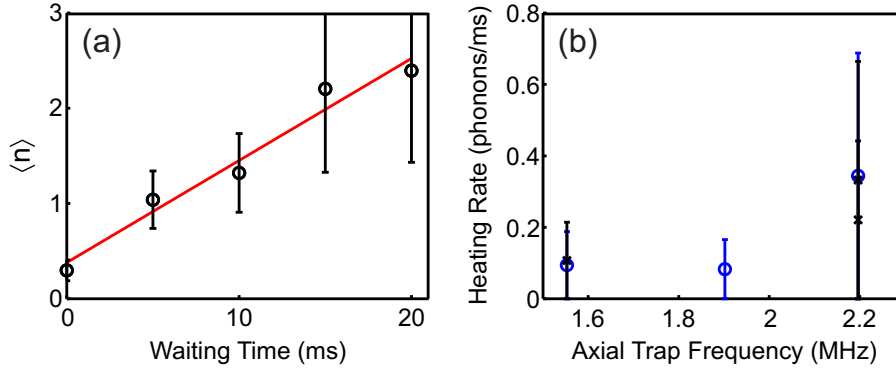 (a)
3
2
1
0
⟨n⟩
0
10
20
Waiting Time (ms)
(b)
0.8
0.6
0.4
0.2
0
Heating Rate (phonons/ms)
1.6
1.8
2
2.2
Axial Trap Frequency (MHz)